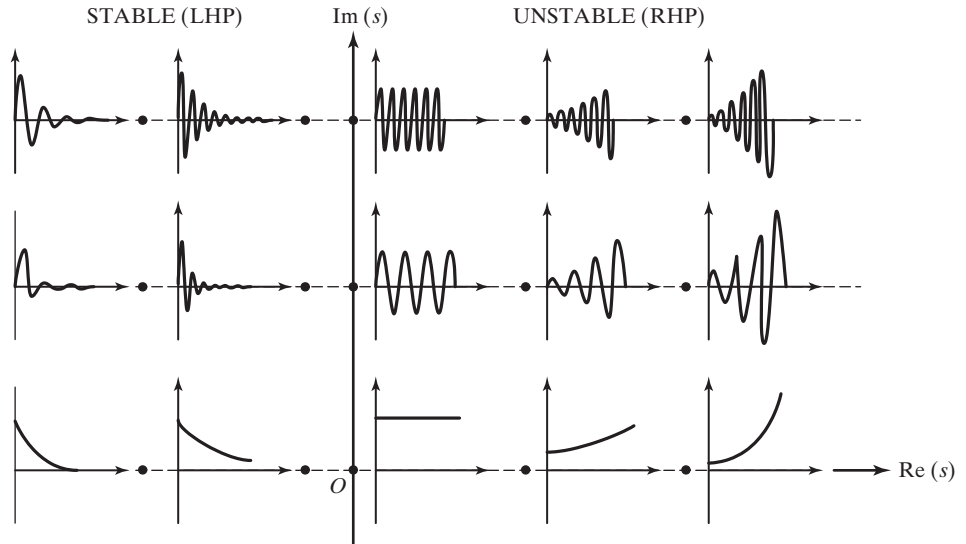 STABLE (LHP) Im (s) UNSTABLE (RHP)
O
Re (s)